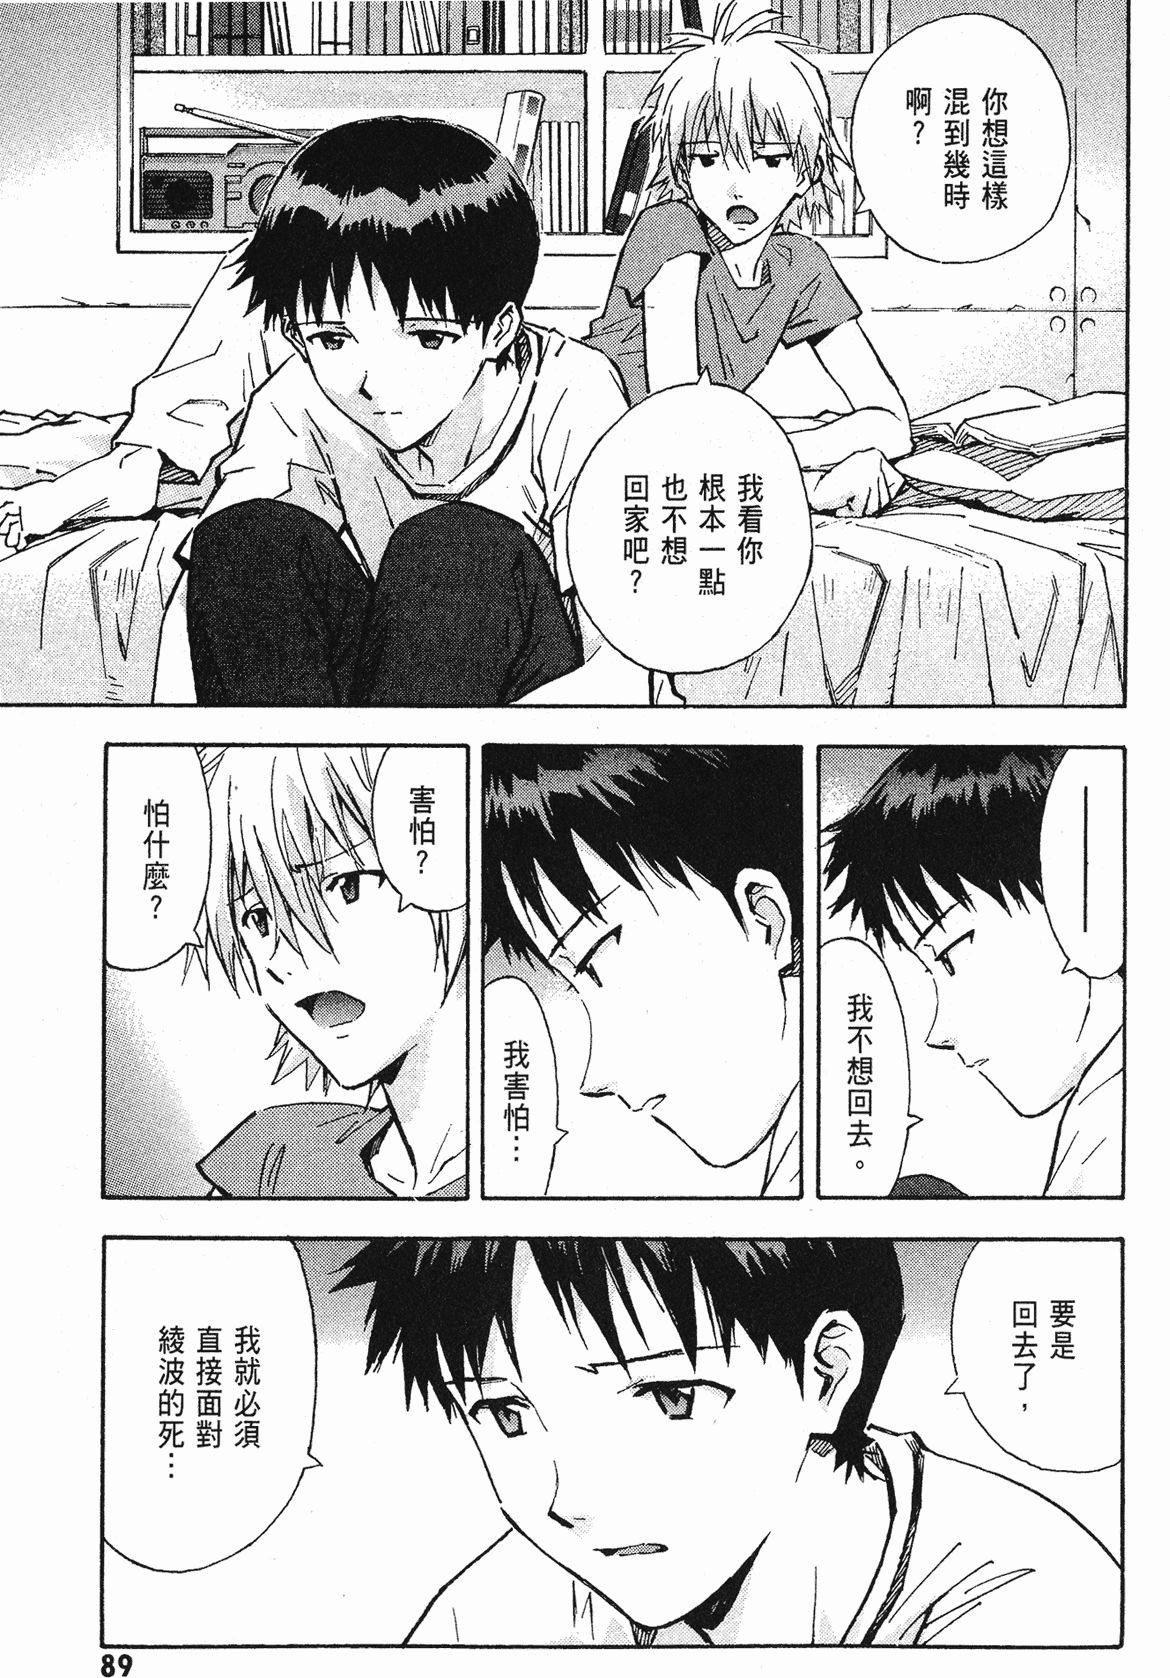 你想這樣
混到幾時
啊？
我看你
根本一點
也不想
回家吧？
——
我不想回去。
我害怕…
害怕？
怕什麼？
要是
回去了，
我就必須
直接面對
綾波的死…
89